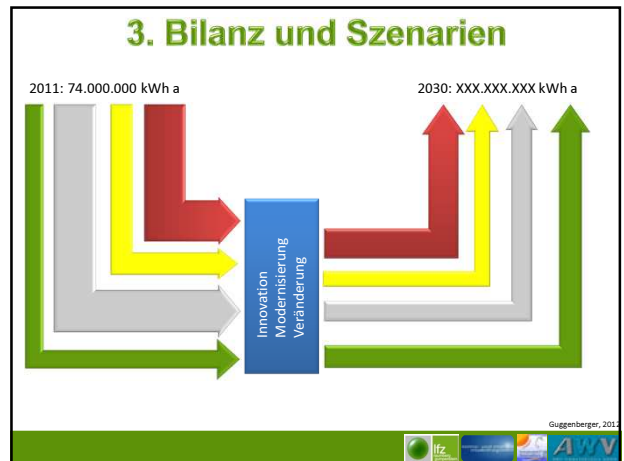 3. Bilanz und Szenarien
2011: 74.000.000 kWh a
2030: XXX.XXX.XXX kWh a
Innovation
Modernisierung
Veränderung
Guggenberger, 2012
lfz
AWV